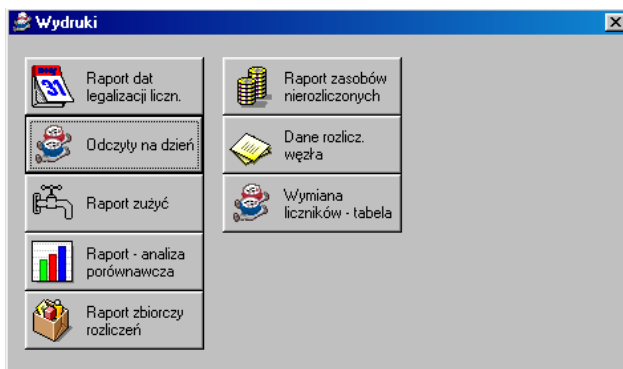 Wydruki
Raport dat
legalizacji liczn.
Odczyty na dzień
Raport zużyć
Raport - analiza
porównawcza
Raport zbiorczy
rozliczeń
Raport zasobów
nierozliczonych
Dane rozlicz.
węzła
Wymiana
liczników - tabela
31